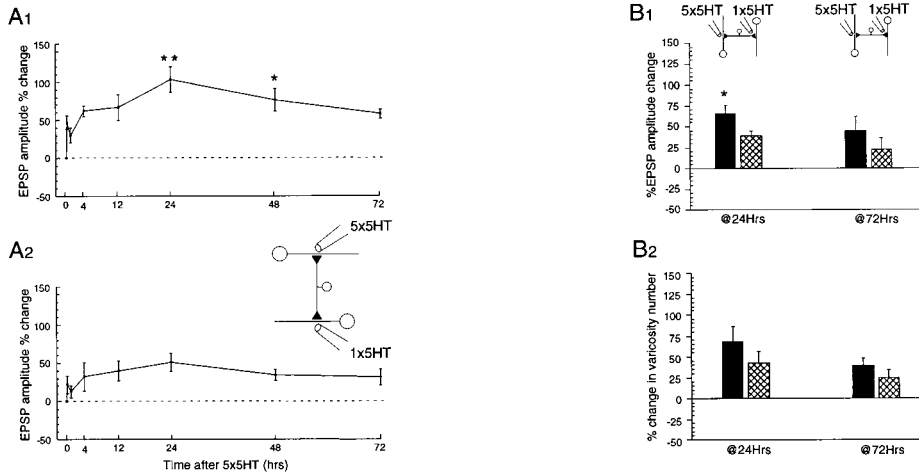 A1
EPSP amplitude % change
150
100
50
0
-50
0 4 12 24 48 72
* *
*
A2
5x5HT
1x5HT
EPSP amplitude % change
150
100
50
0
-50
0 4 12 24 48 72
Time after 5x5HT (hrs)
B1
5x5HT 1x5HT 5x5HT 1x5HT
%EPSP amplitude change
150
125
100
75
50
25
0
25
-50
*
@24Hrs @72Hrs
B2
% change in varicosity number
150
125
100
75
50
25
0
25
-50
@24Hrs @72Hrs